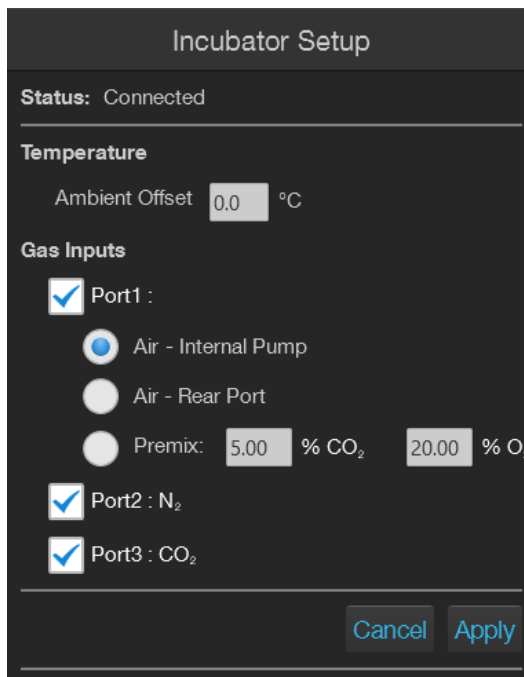 Incubator Setup
Status: Connected
Temperature
Ambient Offset 0.0 °C
Gas Inputs
Port1 :
Air - Internal Pump
Air - Rear Port
Premix: 5.00 % CO₂ 20.00 % O
Port2 : N₂
Port3 : CO₂
Cancel Apply